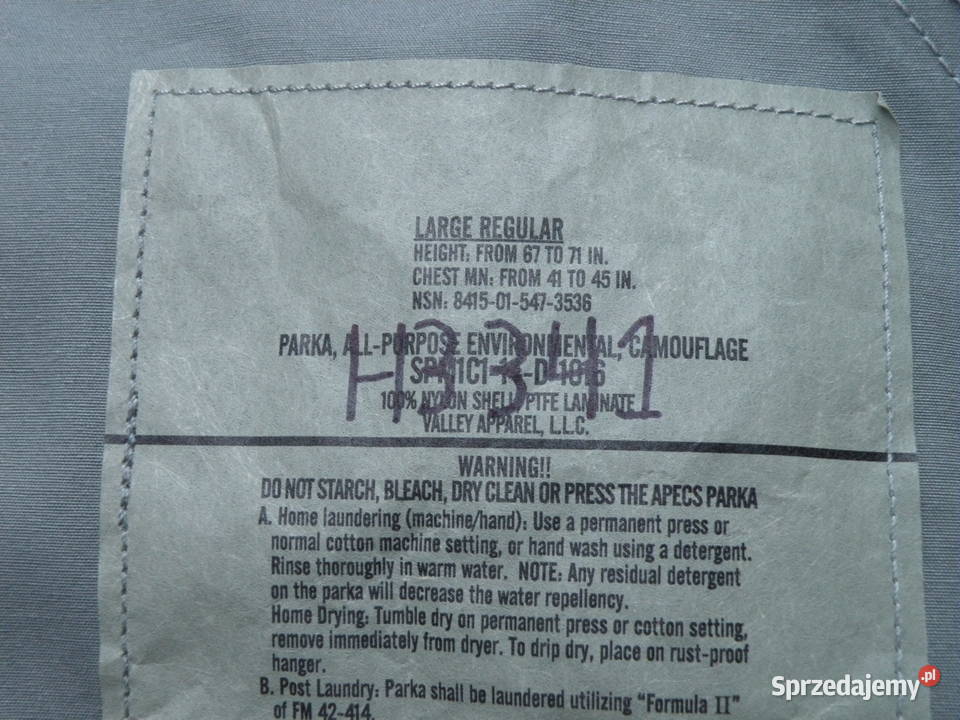 LARGE REGULAR
HEIGHT: FROM 67 TO 71 IN.
CHEST MN: FROM 41 TO 45 IN.
NSN: 8415-01-547-3536
PARKA, ALL-PURPOSE ENVIRONMENTAL, CAMOUFLAGE
100% NYLON SHELL/PTFE LAMINATE
VALLEY APPAREL, L.L.C.
WARNING!!
DO NOT STARCH, BLEACH, DRY CLEAN OR PRESS THE APECS PARKA
A. Home laundering (machine/hand): Use a permanent press or
normal cotton machine setting, or hand wash using a detergent.
Rinse thoroughly in warm water. NOTE: Any residual detergent
on the parka will decrease the water repellency.
Home Drying: Tumble dry on permanent press or cotton setting,
remove immediately from dryer. To drip dry, place on rust-proof
hanger.
B. Post Laundry: Parka shall be laundered utilizing "Formula II"
of FM 42-414.
Sprzedajemy.pl